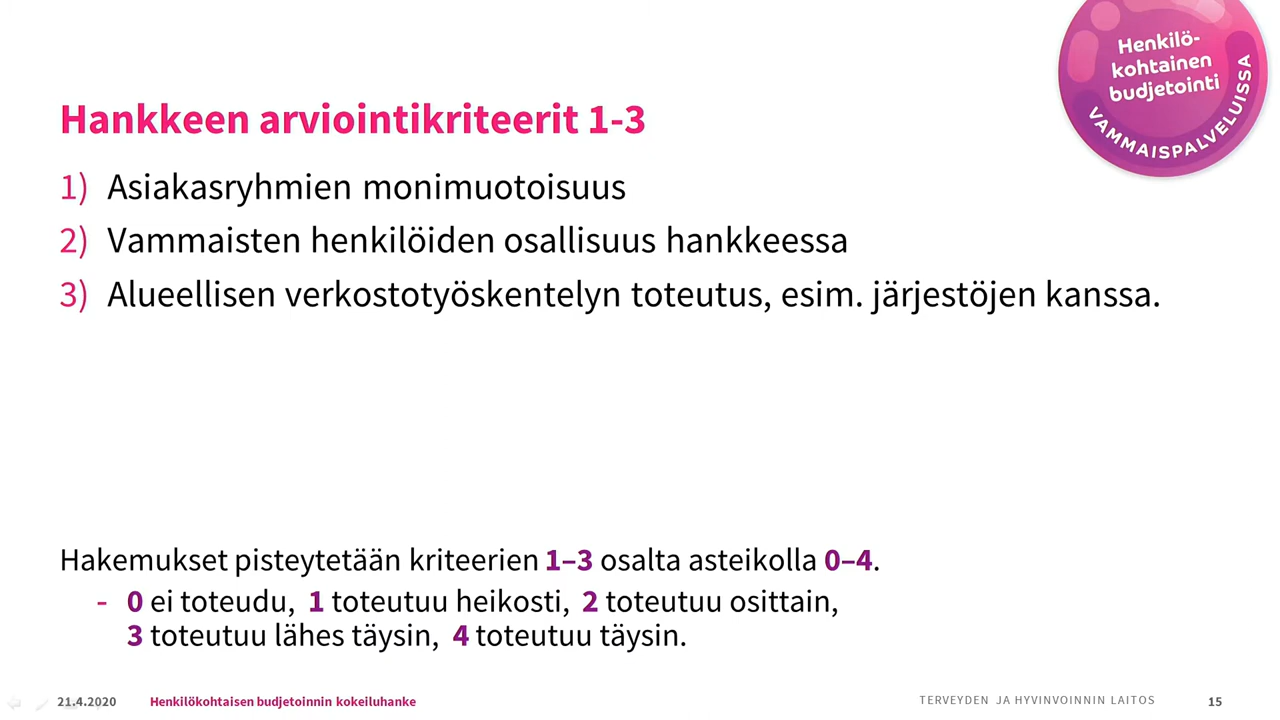 Henkilö-
kohtainen
budjetointi
VAMMAISPALVELUISSA
Hankkeen arviointikriteerit 1-3
1) Asiakasryhmien monimuotoisuus
2) Vammaisten henkilöiden osallisuus hankkeessa
3) Alueellisen verkostotyöskentelyn toteutus, esim. järjestöjen kanssa.
Hakemukset pisteytetään kriteerien 1–3 osalta asteikolla 0–4.
- 0 ei toteudu, 1 toteutuu heikosti, 2 toteutuu osittain,
3 toteutuu lähes täysin, 4 toteutuu täysin.
21.4.2020 Henkilökohtaisen budjetoinnin kokeiluhanke TERVEYDEN JA HYVINVOINNIN LAITOS 15